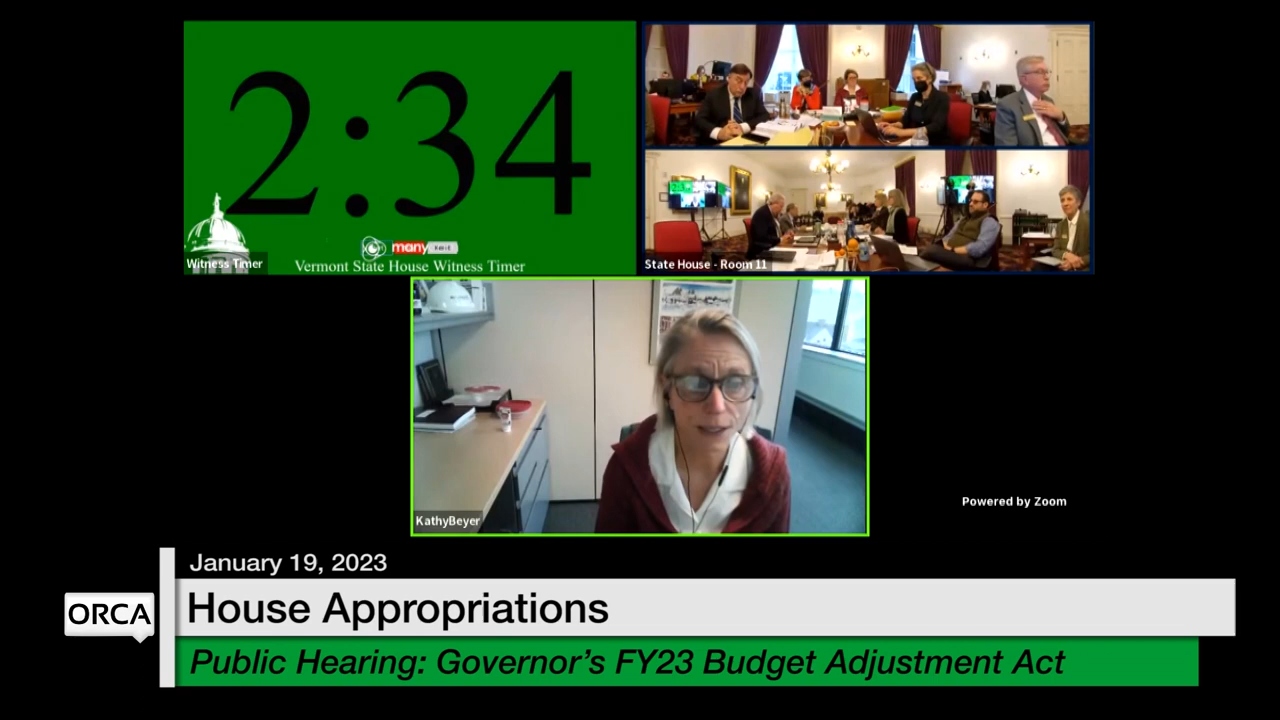 2:34
many
Witness Timer
Vermont State House Witness Timer
State House - Room 11
KathyBeyer
Powered by Zoom
January 19, 2023
ORCA
House Appropriations
Public Hearing: Governor's FY23 Budget Adjustment Act